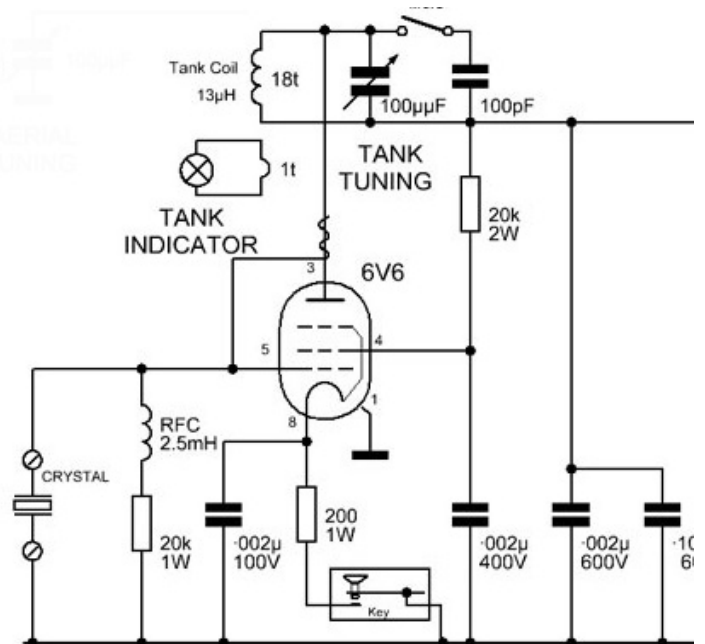 Tank Coil
13µH
18t
100µµF
100pF
TANK
TUNING
1t
TANK
INDICATOR
20k
2W
3
6V6
5
4
8
1
RFC
2.5mH
CRYSTAL
20k
1W
·002µ
100V
200
1W
Key
·002µ
400V
·002µ
600V